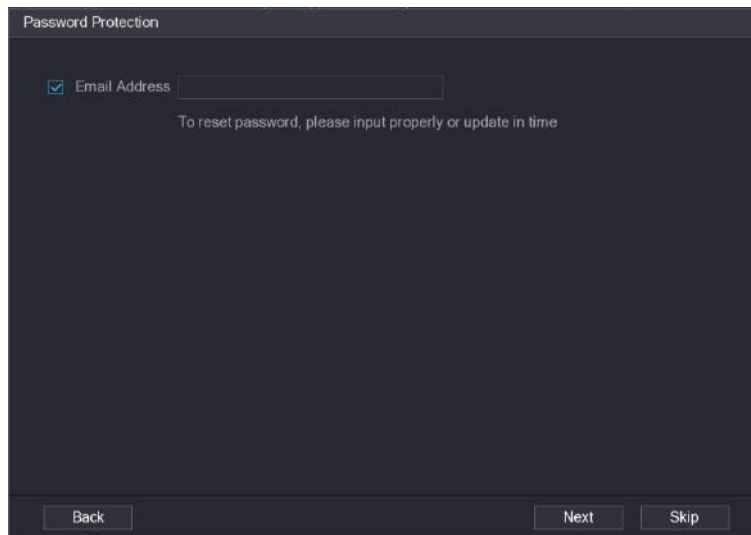 Password Protection
Email Address
To reset password, please input properly or update in time
Back Next Skip